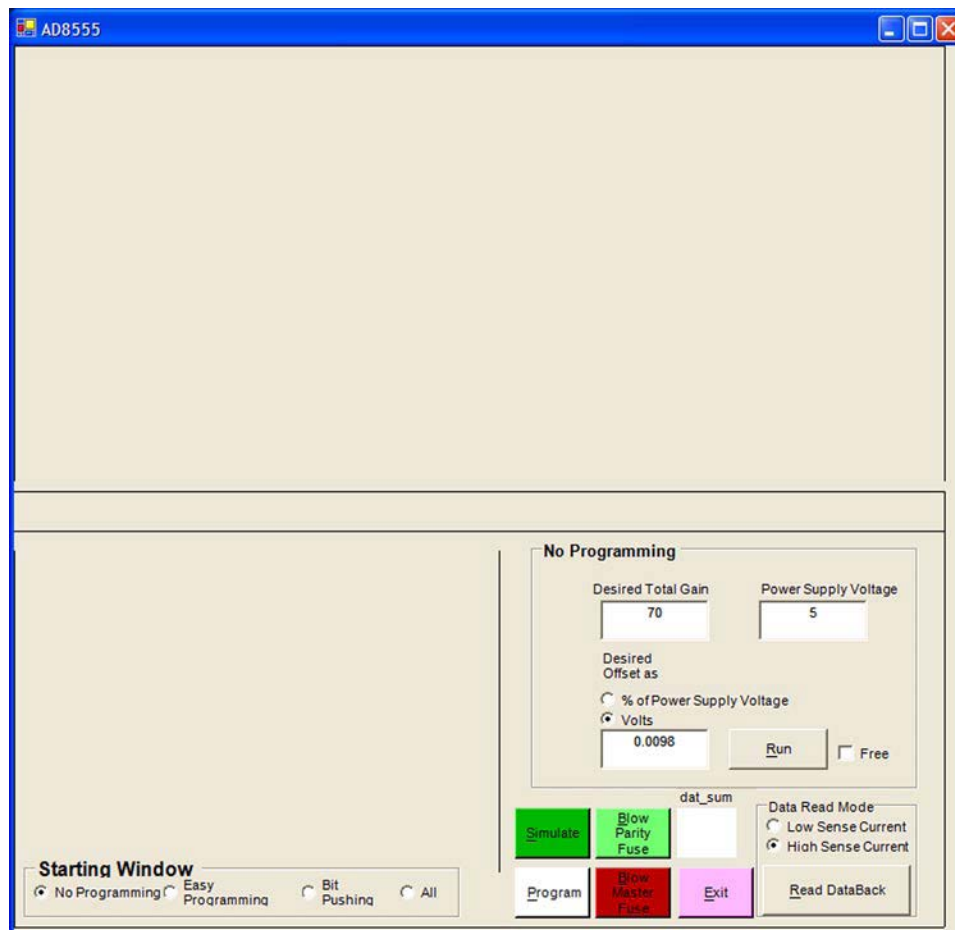 AD8555
No Programming
Desired Total Gain
Power Supply Voltage
70
5
Desired
Offset as
% of Power Supply Voltage
Volts
0.0098
Run
Free
dat_sum
Data Read Mode
Low Sense Current
High Sense Current
Simulate
Blow
Parity
Fuse
Starting Window
No Programming
Easy
Programming
Bit
Pushing
All
Program
Blow
Master
Fuse
Exit
Read DataBack